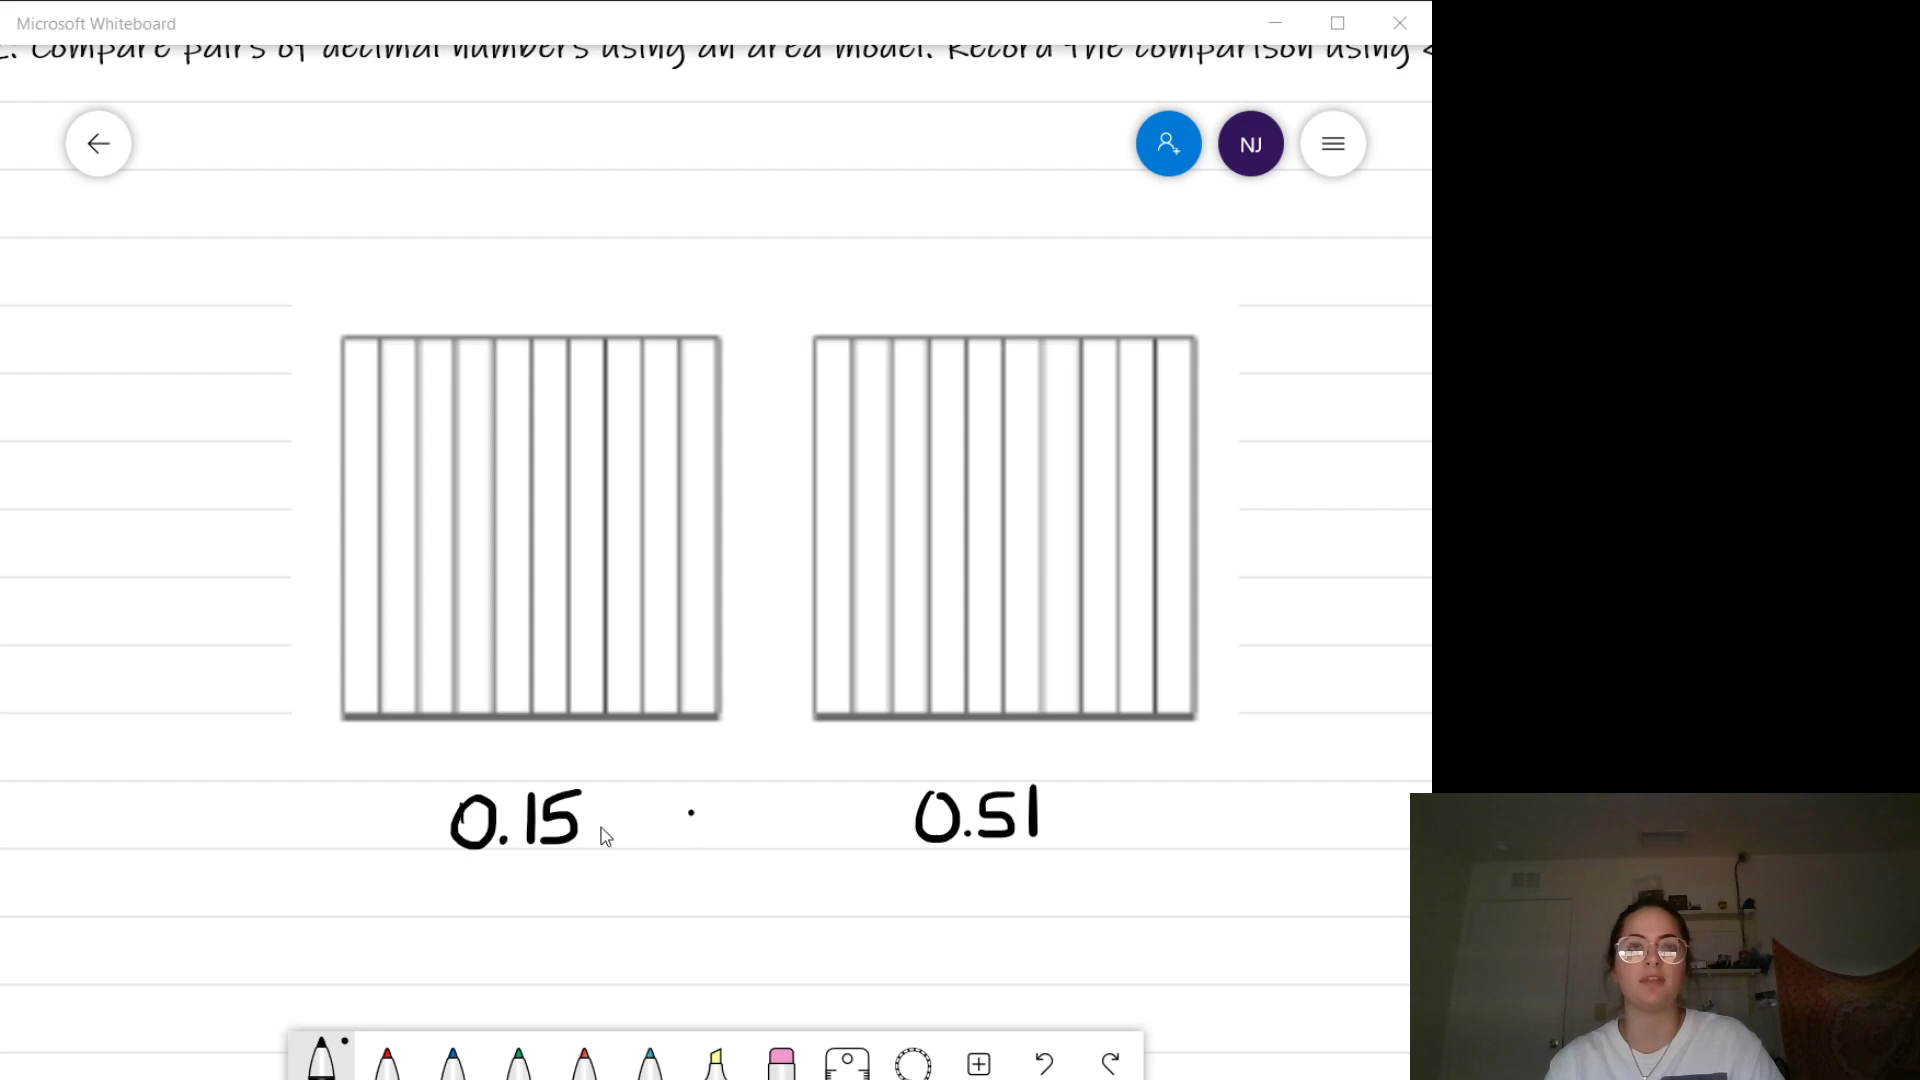 Microsoft Whiteboard
Compare pairs of decimal numbers using an area model. Record the comparison using <
NJ
0.15 . 0.51